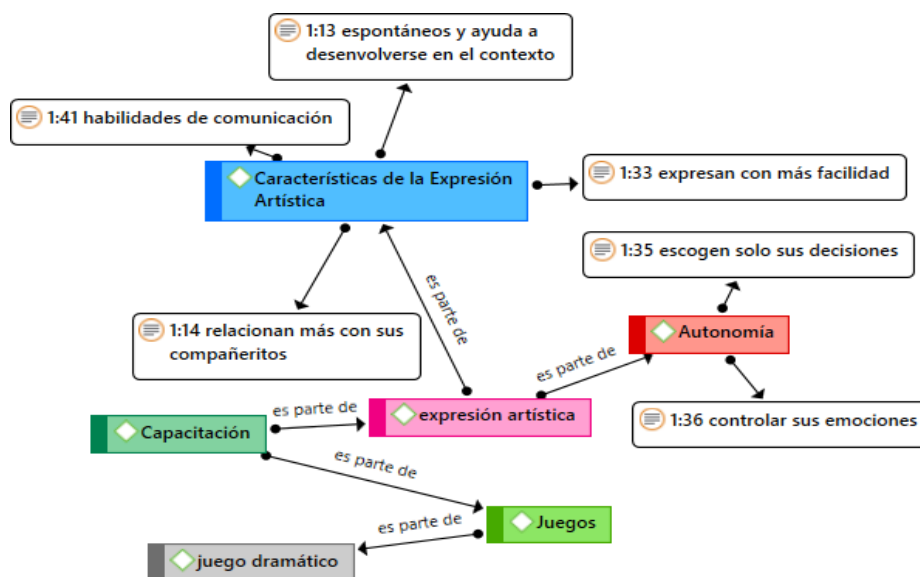 1:13 espontáneos y ayuda a
desenvolverse en el contexto
1:41 habilidades de comunicación
Características de la Expresión
Artística
1:33 expresan con más facilidad
1:35 escogen solo sus decisiones
es parte de
1:14 relacionan más con sus
compañeritos
Autonomía
es parte de
es parte de
expresión artística
1:36 controlar sus emociones
Capacitación
es parte de
Juegos
es parte de
juego dramático